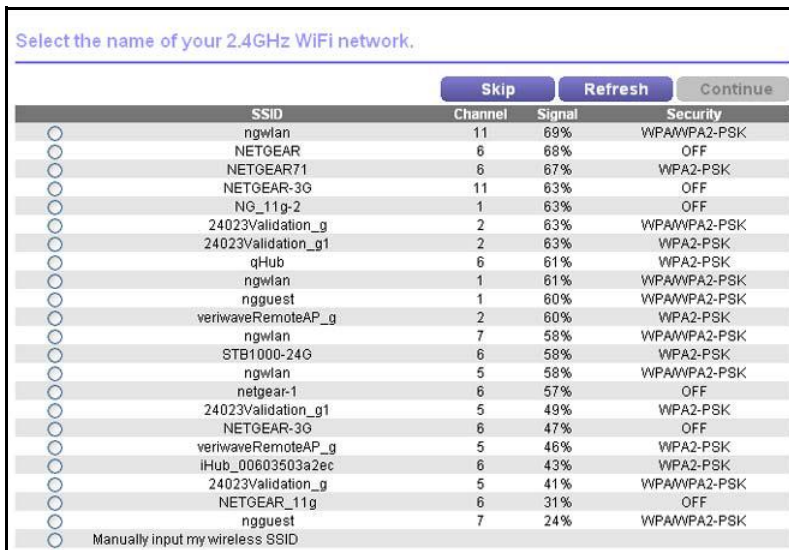 Select the name of your 2.4GHz WiFi network.
Skip Refresh Continue
SSID Channel Signal Security
ngwlan 11 69% WPA/WPA2-PSK
NETGEAR 6 68% OFF
NETGEAR71 6 67% WPA2-PSK
NETGEAR-3G 11 63% OFF
NG_11g-2 1 63% OFF
24023Validation_g 2 63% WPA/WPA2-PSK
24023Validation_g1 2 63% WPA2-PSK
qHub 6 61% WPA2-PSK
ngwlan 1 61% WPA/WPA2-PSK
ngguest 1 60% WPA/WPA2-PSK
veriwaveRemoteAP_g 2 60% WPA2-PSK
ngwlan 7 58% WPA/WPA2-PSK
STB1000-24G 6 58% WPA2-PSK
ngwlan 5 58% WPA/WPA2-PSK
netgear-1 6 57% OFF
24023Validation_g1 5 49% WPA2-PSK
NETGEAR-3G 6 47% OFF
veriwaveRemoteAP_g 5 46% WPA2-PSK
iHub_00603503a2ec 6 43% WPA2-PSK
24023Validation_g 5 41% WPA/WPA2-PSK
NETGEAR_11g 6 31% OFF
ngguest 7 24% WPA/WPA2-PSK
Manually input my wireless SSID